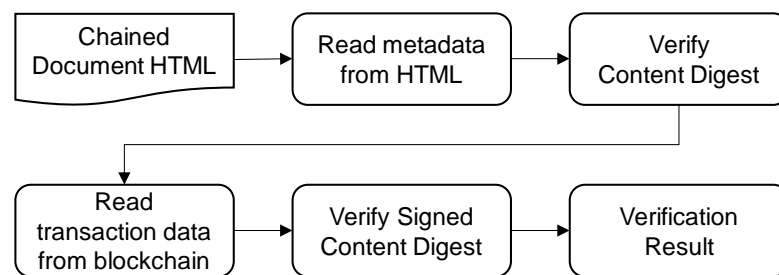 Chained
Document HTML
Read metadata
from HTML
Verify
Content Digest
Read
transaction data
from blockchain
Verify Signed
Content Digest
Verification
Result